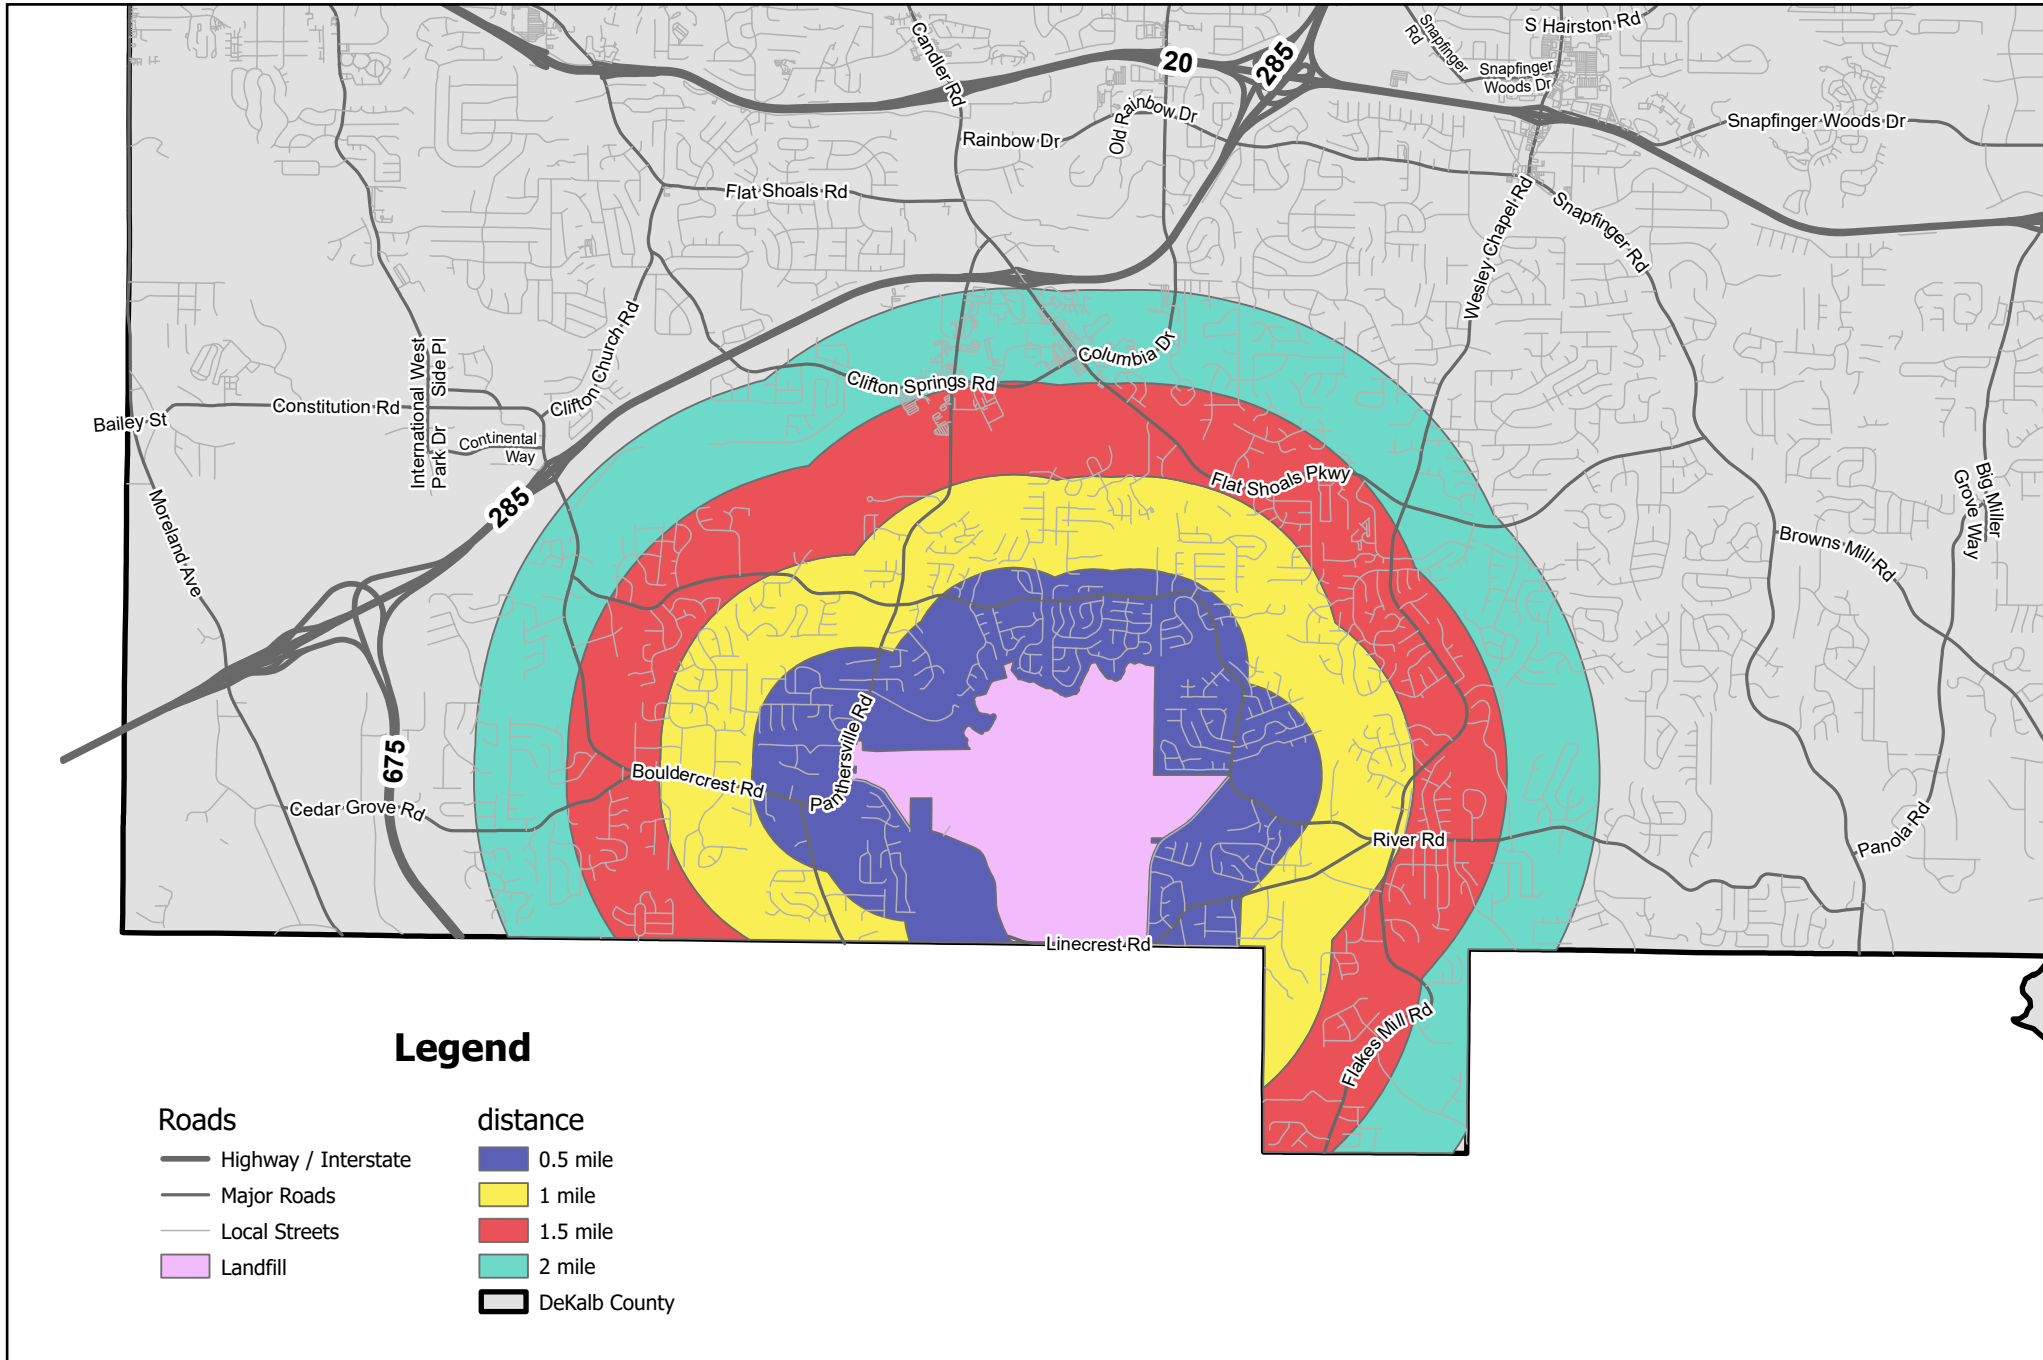 S Hairston Rd
Snapfinger
Rd
Candler Rd
20
285
Snapfinger
Woods Dr
Old Rainbow Dr
Rainbow Dr
Snapfinger Woods Dr
Flat Shoals Rd
Wesley Chapel Rd
Snapfinger Rd
International West
Side Pl
Clifton Church Rd
Columbia Dr
Clifton Springs Rd
Bailey St
Constitution Rd
Continental
Way
International
Park Dr
Flat Shoals Pkwy
Moreland Ave
285
Big Miller
Grove Way
Browns Mill Rd
675
Panthersville Rd
Bouldercrest Rd
Cedar Grove Rd
River Rd
Panola Rd
Linecrest Rd
Flakes Mill Rd
Legend
Roads
Highway / Interstate
Major Roads
Local Streets
Landfill
distance
0.5 mile
1 mile
1.5 mile
2 mile
DeKalb County